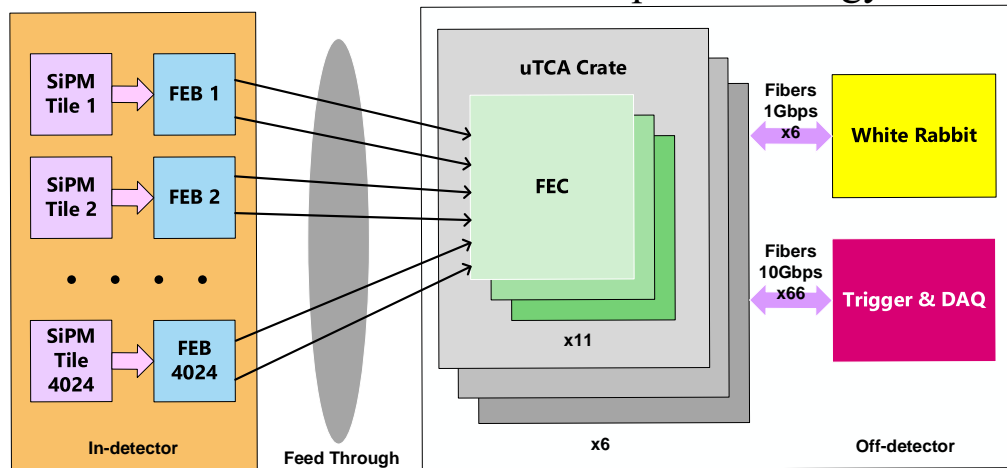 uTCA Crate
SiPM
Tile 1
FEB 1
Fibers
1Gbps
x6
White Rabbit
SiPM
Tile 2
FEB 2
FEC
Fibers
10Gbps
x66
Trigger & DAQ
SiPM
Tile
4024
FEB
4024
x11
x6
In-detector
Feed Through
Off-detector